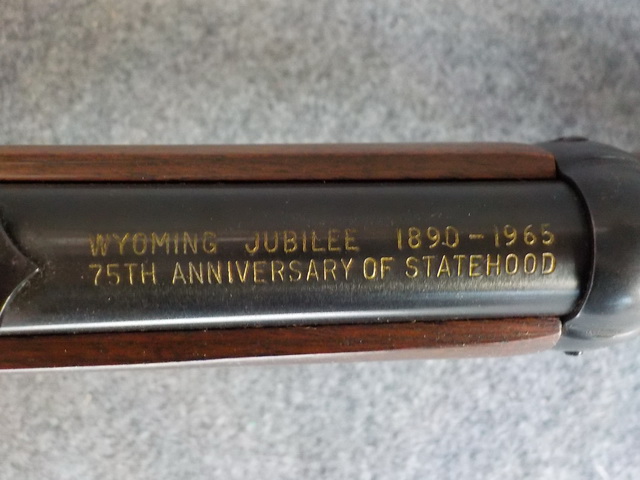 WYOMING JUBILEE 1890-1965
75TH ANNIVERSARY OF STATEHOOD